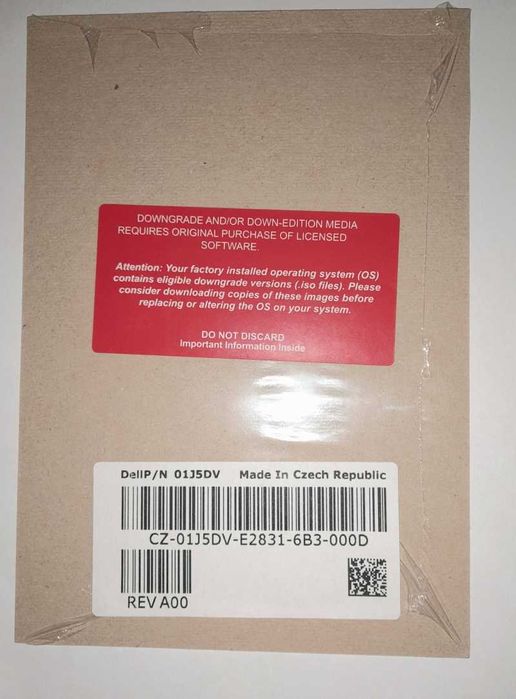 DOWNGRADE AND/OR DOWN-EDITION MEDIA
REQUIRES ORIGINAL PURCHASE OF LICENSED
SOFTWARE.
Attention: Your factory installed operating system (OS)
contains eligible downgrade versions (.iso files). Please
consider downloading copies of these images before
replacing or altering the OS on your system.
DO NOT DISCARD
Important Information Inside
DellP/N 01J5DV Made In Czech Republic
CZ-01J5DV-E2831-6B3-000D
REV A00